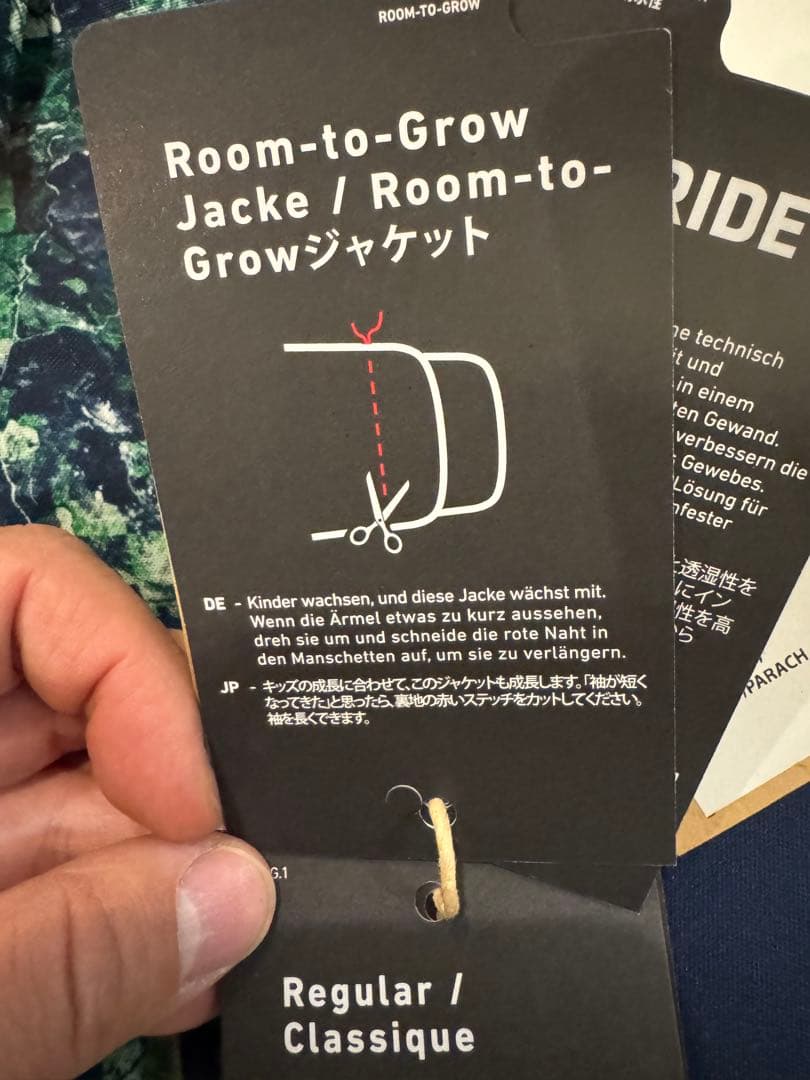 ROOM-TO-GROW
Room-to-Grow
Jacke / Room-to-
Growジャケット
DE - Kinder wachsen, und diese Jacke wächst mit.
Wenn die Ärmel etwas zu kurz aussehen,
dreh sie um und schneide die rote Naht in
den Manschetten auf, um sie zu verlängern.
JP - キッズの成長に合わせて、このジャケットも成長します。「袖が短く
なってきた」と思ったら、裏地の赤いステッチをカットしてください。
袖を長くできます。
G.1
Regular /
Classique
RIDE
ne technisch
it und
in einem
ten Gewand.
verbessern die
Gewebes.
Lösung für
nfester
透湿性を
にイン
性を高
ら
PARACH